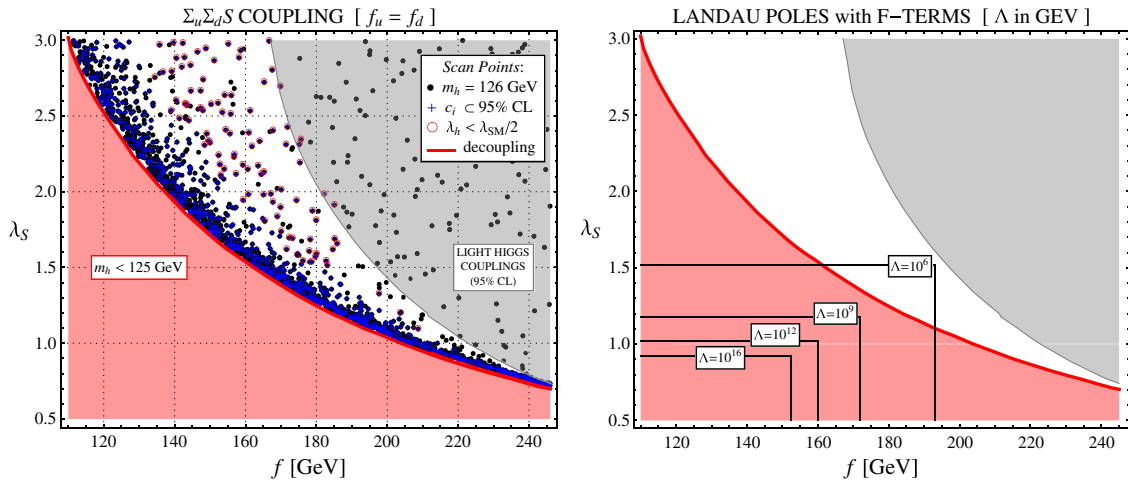 Σ_uΣ_dS COUPLING [ f_u = f_d ]
3.0
2.5
2.0
1.5
1.0
0.5
λ_S
Scan Points:
m_h = 126 GeV
c_i ⊂ 95% CL
λ_h < λ_SM/2
decoupling
LIGHT HIGGS
COUPLINGS
(95% CL)
m_h < 125 GeV
120 140 160 180 200 220 240
f [GeV]
LANDAU POLES with F−TERMS [ Λ in GEV ]
3.0
2.5
2.0
1.5
1.0
0.5
λ_S
Λ=10^6
Λ=10^9
Λ=10^12
Λ=10^16
120 140 160 180 200 220 240
f [GeV]